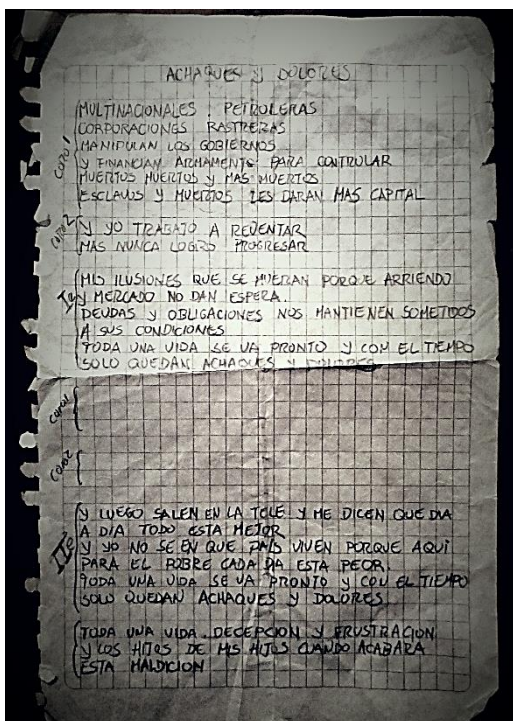 ACHAQUES Y DOLORES
CORO 1
MULTINACIONALES PETROLERAS
CORPORACIONES RASTRERAS
MANIPULAN LOS GOBIERNOS
Y FINANCIAN ARMAMENTO PARA CONTROLAR
MUERTOS MUERTOS Y MAS MUERTOS
ESCLAVOS Y MUERTOS LES DARAN MAS CAPITAL
CORO 2
Y YO TRABAJO A REVENTAR
MAS NUNCA LOGRO PROGRESAR
MIS ILUSIONES QUE SE MUERAN PORQUE ARRIENDO
Y MERCADO NO DAN ESPERA.
DEUDAS Y OBLIGACIONES NOS MANTIENEN SOMETIDOS
A SUS CONDICIONES
TODA UNA VIDA SE VA PRONTO Y CON EL TIEMPO
SOLO QUEDAN ACHAQUES Y DOLORES
CORO 1
CORO 2
II
Y LUEGO SALEN EN LA TELE Y ME DICEN QUE DIA
A DIA TODO ESTA MEJOR
Y YO NO SE EN QUE PAIS VIVEN PORQUE AQUI
PARA EL POBRE CADA DIA ESTA PEOR.
TODA UNA VIDA SE VA PRONTO Y CON EL TIEMPO
SOLO QUEDAN ACHAQUES Y DOLORES
TODA UNA VIDA. DECEPCION Y FRUSTRACION
Y LOS HIJOS DE MIS HIJOS CUANDO ACABARA
ESTA MALDICION